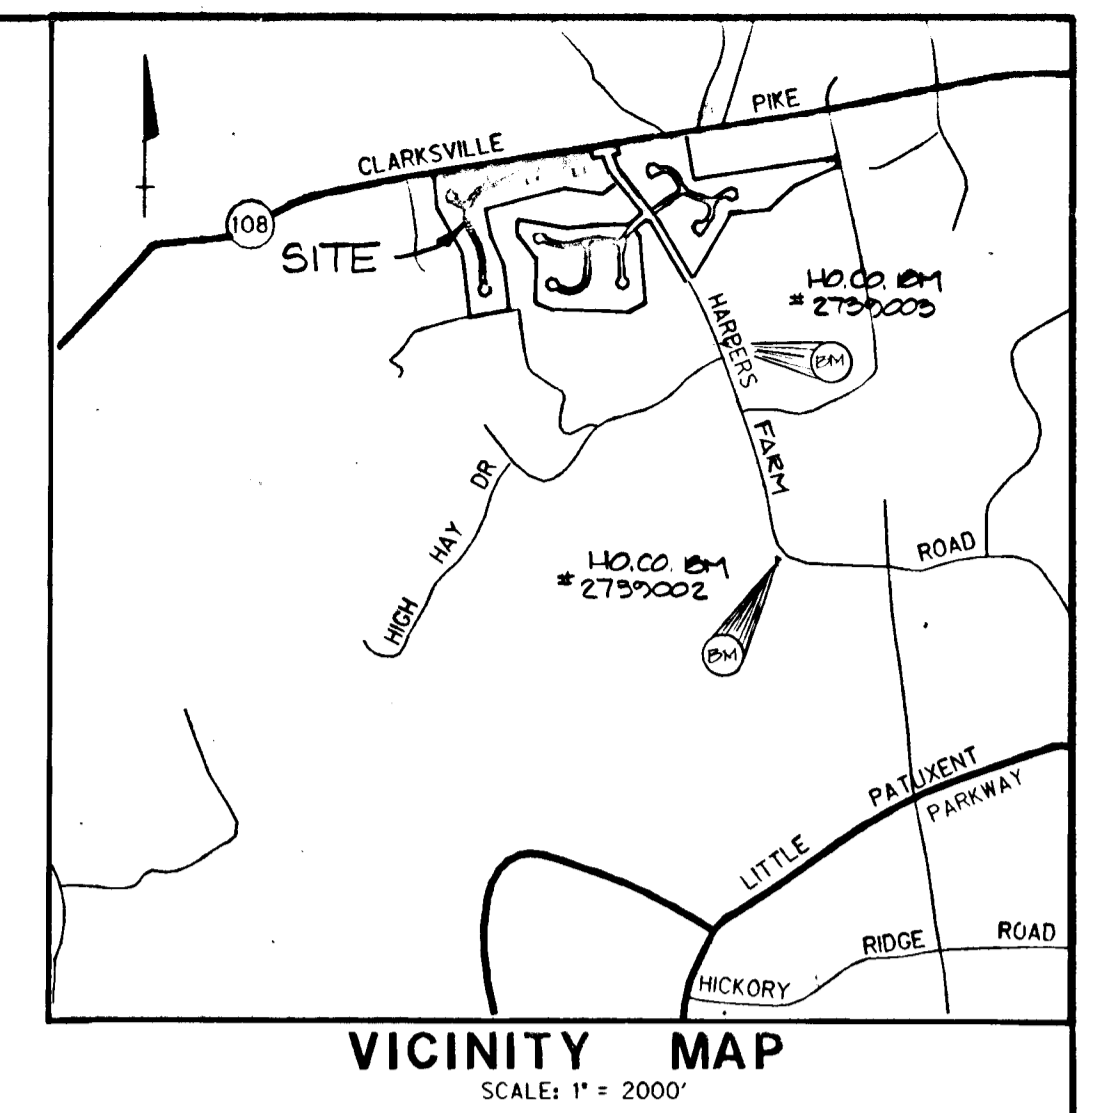 PIKE
CLARKSVILLE
108
SITE
HO.CO. BM
# 2739003
BM
HARPERS
FARM
ROAD
HIGH HAY DR
HO.CO. BM
# 2739002
BM
LITTLE PATUXENT
PARKWAY
HICKORY RIDGE ROAD
VICINITY MAP
SCALE: 1" = 2000'